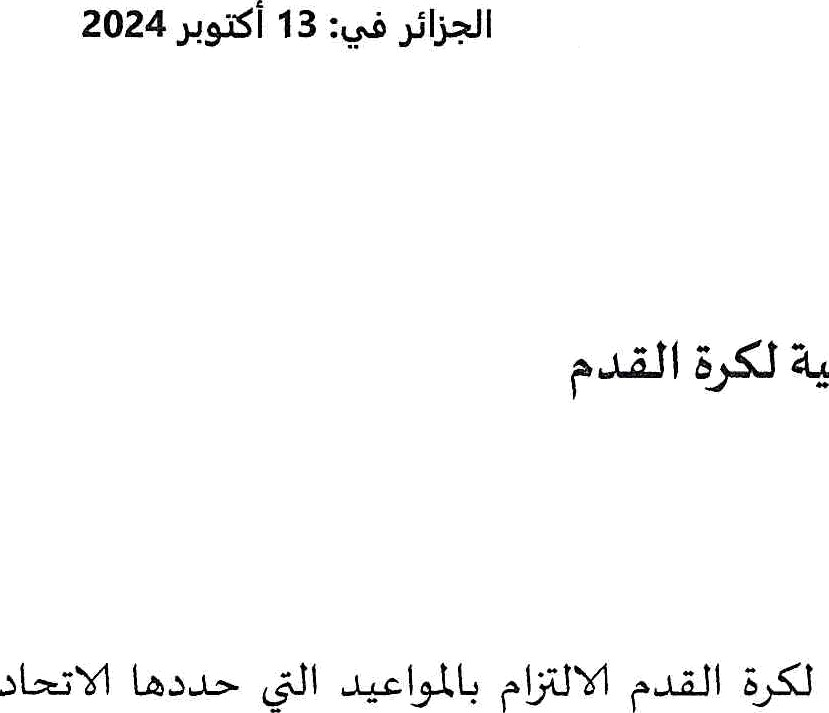 الجزائر في: 13 أكتوبر 2024
ية لكرة القدم
لكرة القدم الالتزام بالمواعيد التي حددها الاتحاد